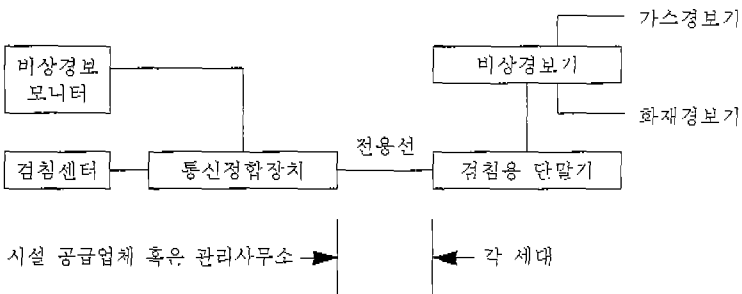 가스경보기
비상경보
모니터
비상경보기
화재경보기
전용선
검침센터
통신정합장치
검침용 단말기
시설 공급업체 혹은 관리사무소
각 세대